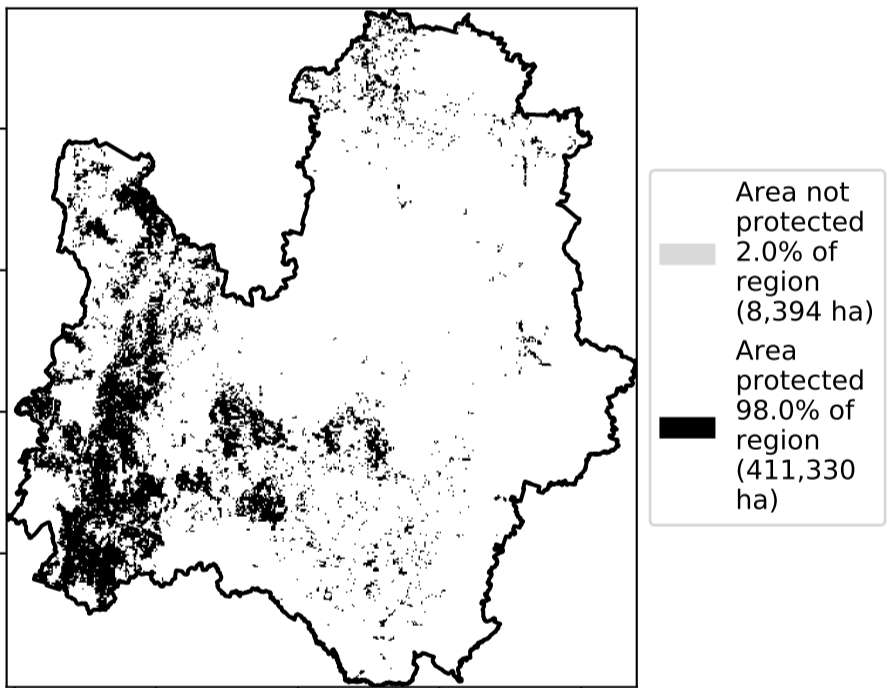 Area not
protected
2.0% of
region
(8,394 ha)
Area
protected
98.0% of
region
(411,330
ha)